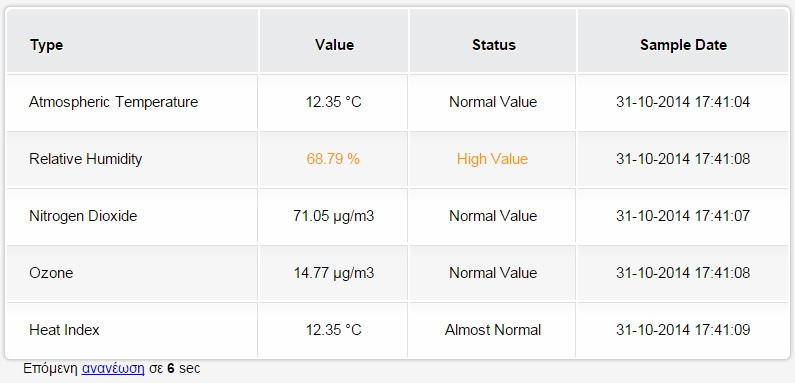 Type Value Status Sample Date
Atmospheric Temperature 12.35 °C Normal Value 31-10-2014 17:41:04
Relative Humidity 68.79 % High Value 31-10-2014 17:41:08
Nitrogen Dioxide 71.05 μg/m3 Normal Value 31-10-2014 17:41:07
Ozone 14.77 μg/m3 Normal Value 31-10-2014 17:41:08
Heat Index 12.35 °C Almost Normal 31-10-2014 17:41:09
Επόμενη ανανέωση σε 6 sec